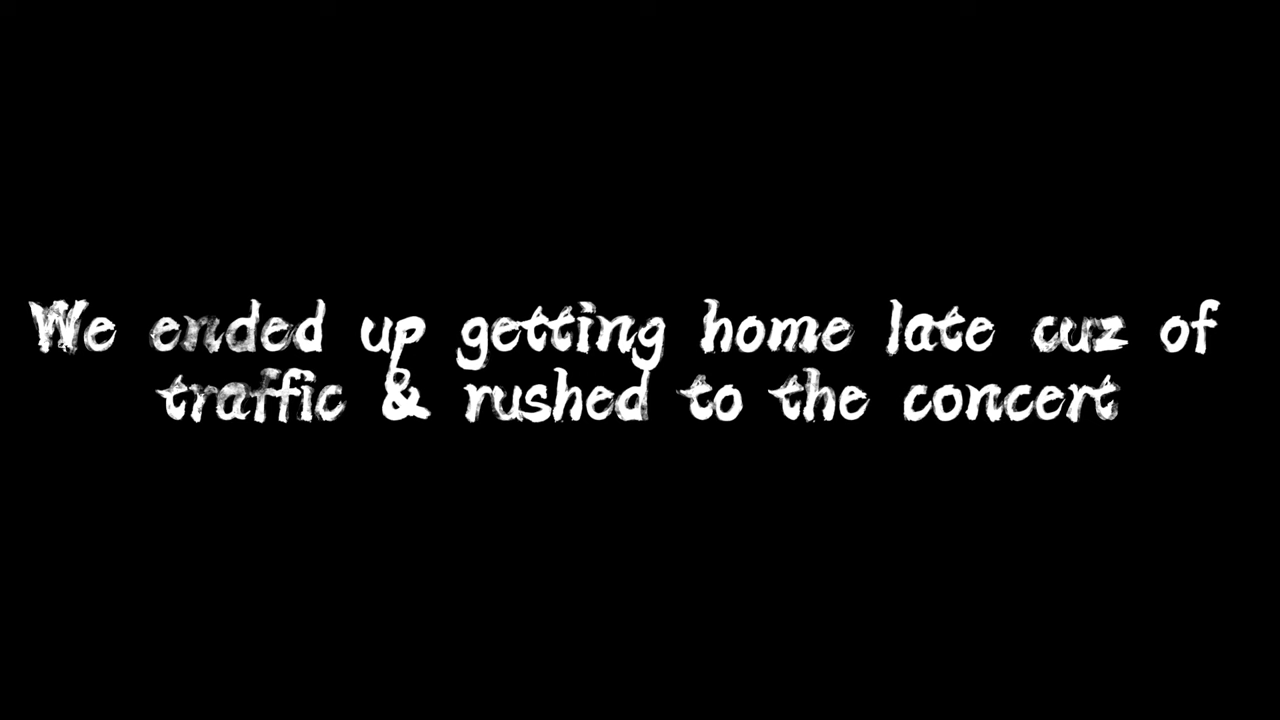 We ended up getting home late cuz of
traffic & rushed to the concert